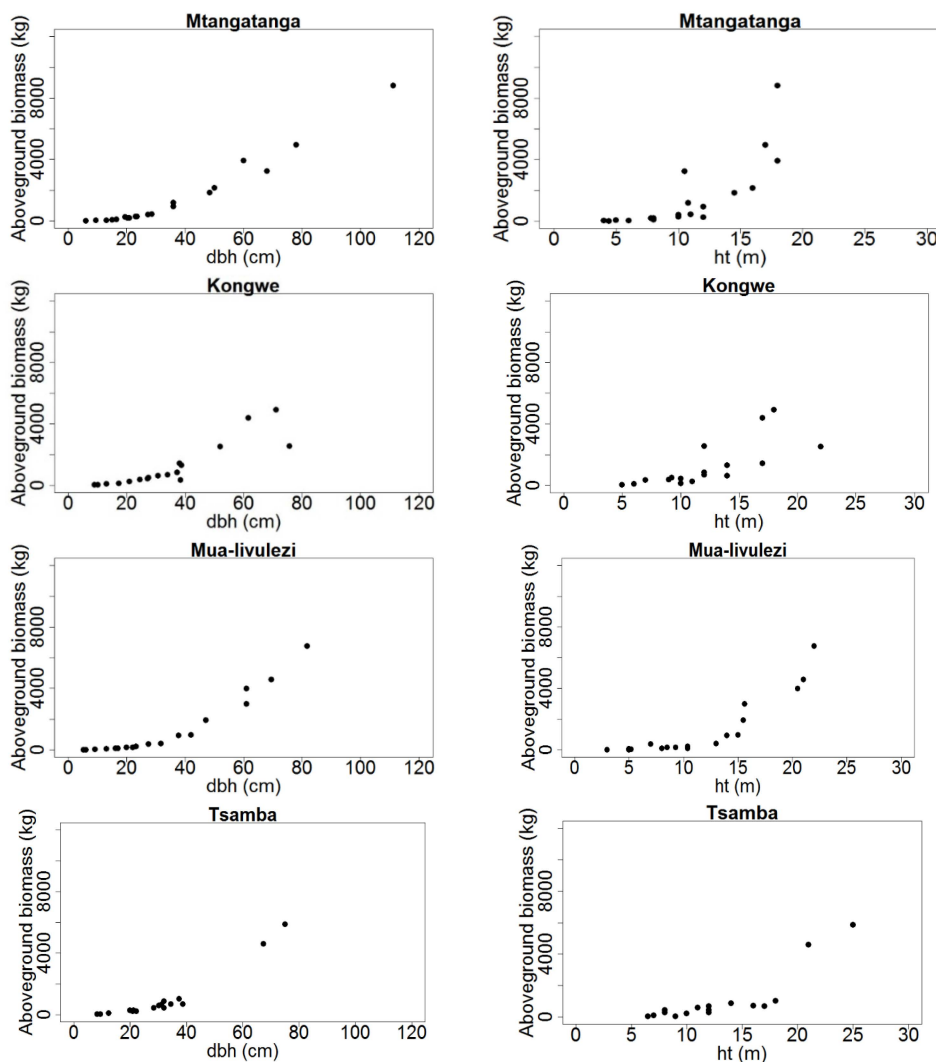 Mtangatanga
Aboveground biomass (kg)
0 4000 8000
0 20 40 60 80 100 120
dbh (cm)
Mtangatanga
Aboveground biomass (kg)
0 4000 8000
0 5 10 15 20 25 30
ht (m)
Kongwe
Aboveground biomass (kg)
0 4000 8000
0 20 40 60 80 100 120
dbh (cm)
Kongwe
Aboveground biomass (kg)
0 4000 8000
0 5 10 15 20 25 30
ht (m)
Mua-livulezi
Aboveground biomass (kg)
0 4000 8000
0 20 40 60 80 100 120
dbh (cm)
Mua-livulezi
Aboveground biomass (kg)
0 4000 8000
0 5 10 15 20 25 30
ht (m)
Tsamba
Aboveground biomass (kg)
0 4000 8000
0 20 40 60 80 100 120
dbh (cm)
Tsamba
Aboveground biomass (kg)
0 4000 8000
0 5 10 15 20 25 30
ht (m)